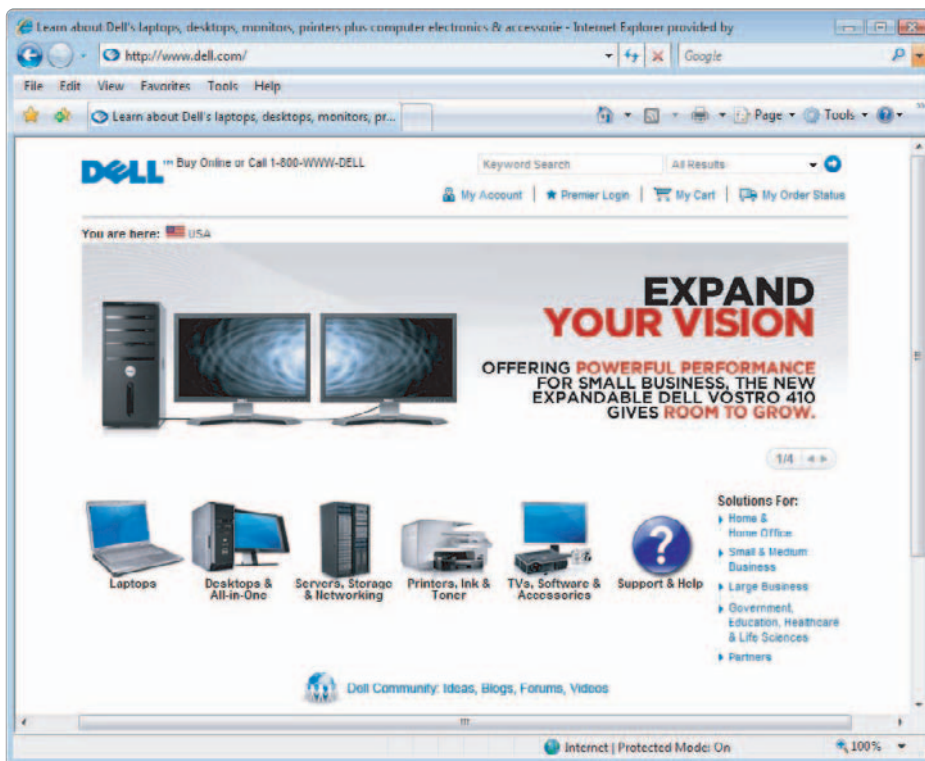 Learn about Dell's laptops, desktops, monitors, printers plus computer electronics & accessorie - Internet Explorer provided by
http://www.dell.com/
Google
File Edit View Favorites Tools Help
Learn about Dell's laptops, desktops, monitors, pr...
Page Tools
DELL™ Buy Online or Call 1-800-WWW-DELL
Keyword Search
All Results
My Account | Premier Login | My Cart | My Order Status
You are here: USA
EXPAND
YOUR VISION
OFFERING POWERFUL PERFORMANCE
FOR SMALL BUSINESS, THE NEW
EXPANDABLE DELL VOSTRO 410
GIVES ROOM TO GROW.
1/4
Laptops
Desktops &
All-in-One
Servers, Storage
& Networking
Printers, Ink &
Toner
TVs, Software &
Accessories
?
Support & Help
Solutions For:
Home &
Home Office
Small & Medium
Business
Large Business
Government,
Education, Healthcare
& Life Sciences
Partners
Dell Community: Ideas, Blogs, Forums, Videos
Internet | Protected Mode: On
100%